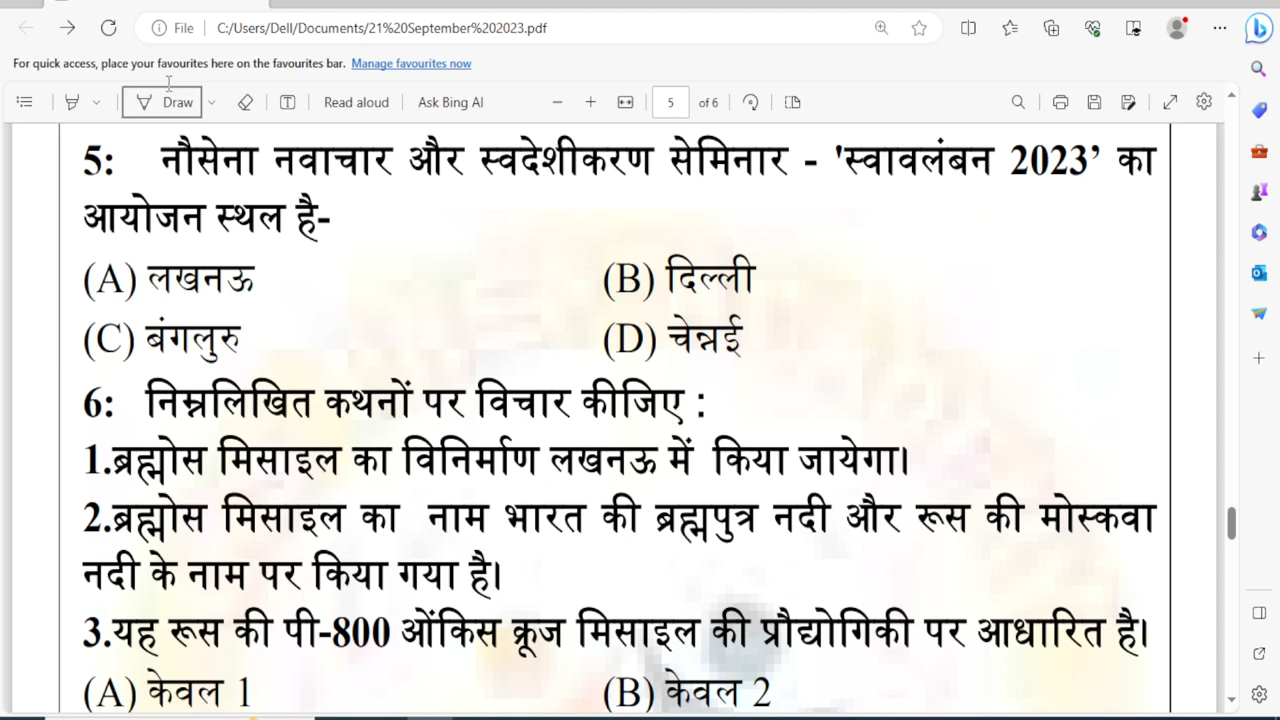 File C:/Users/Dell/Documents/21%20September%202023.pdf
For quick access, place your favourites here on the favourites bar. Manage favourites now
Draw Read aloud Ask Bing AI 5 of 6
5: नौसेना नवाचार और स्वदेशीकरण सेमिनार - 'स्वावलंबन 2023’ का
आयोजन स्थल है-
(A) लखनऊ (B) दिल्ली
(C) बंगलुरु (D) चेन्नई
6: निम्नलिखित कथनों पर विचार कीजिए :
1.ब्रह्मोस मिसाइल का विनिर्माण लखनऊ में किया जायेगा।
2.ब्रह्मोस मिसाइल का नाम भारत की ब्रह्मपुत्र नदी और रूस की मोस्कवा
नदी के नाम पर किया गया है।
3.यह रूस की पी-800 ओंकिस क्रूज मिसाइल की प्रौद्योगिकी पर आधारित है।
(A) केवल 1 (B) केवल 2